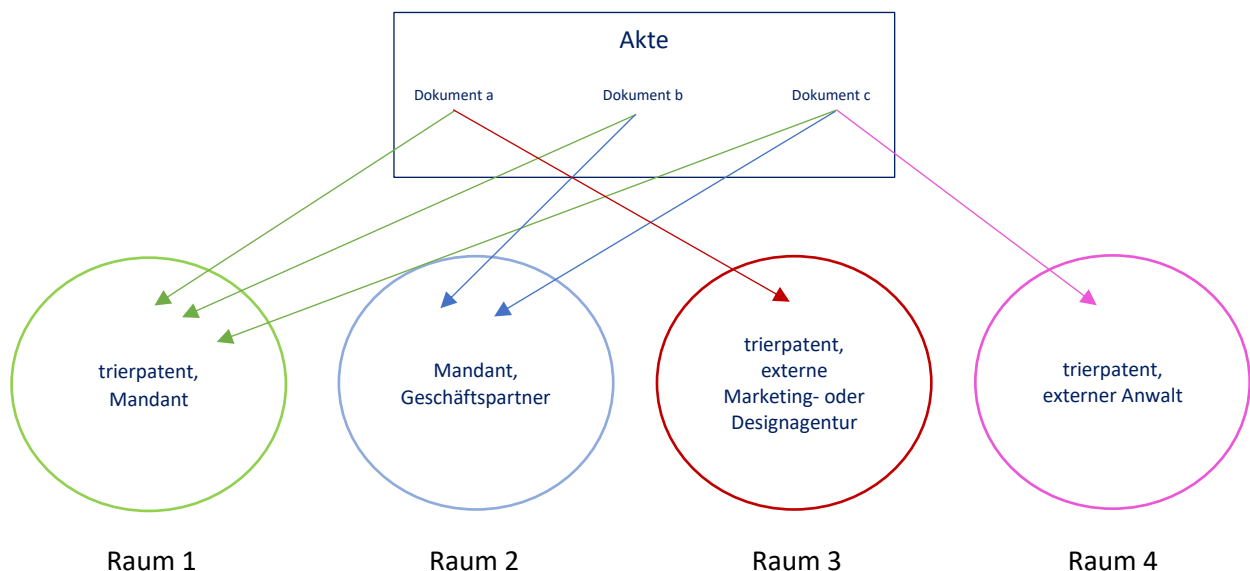 Akte
Dokument a
Dokument b
Dokument c
trierpatent,
Mandant
Mandant,
Geschäftspartner
trierpatent,
externe
Marketing- oder
Designagentur
trierpatent,
externer Anwalt
Raum 1
Raum 2
Raum 3
Raum 4